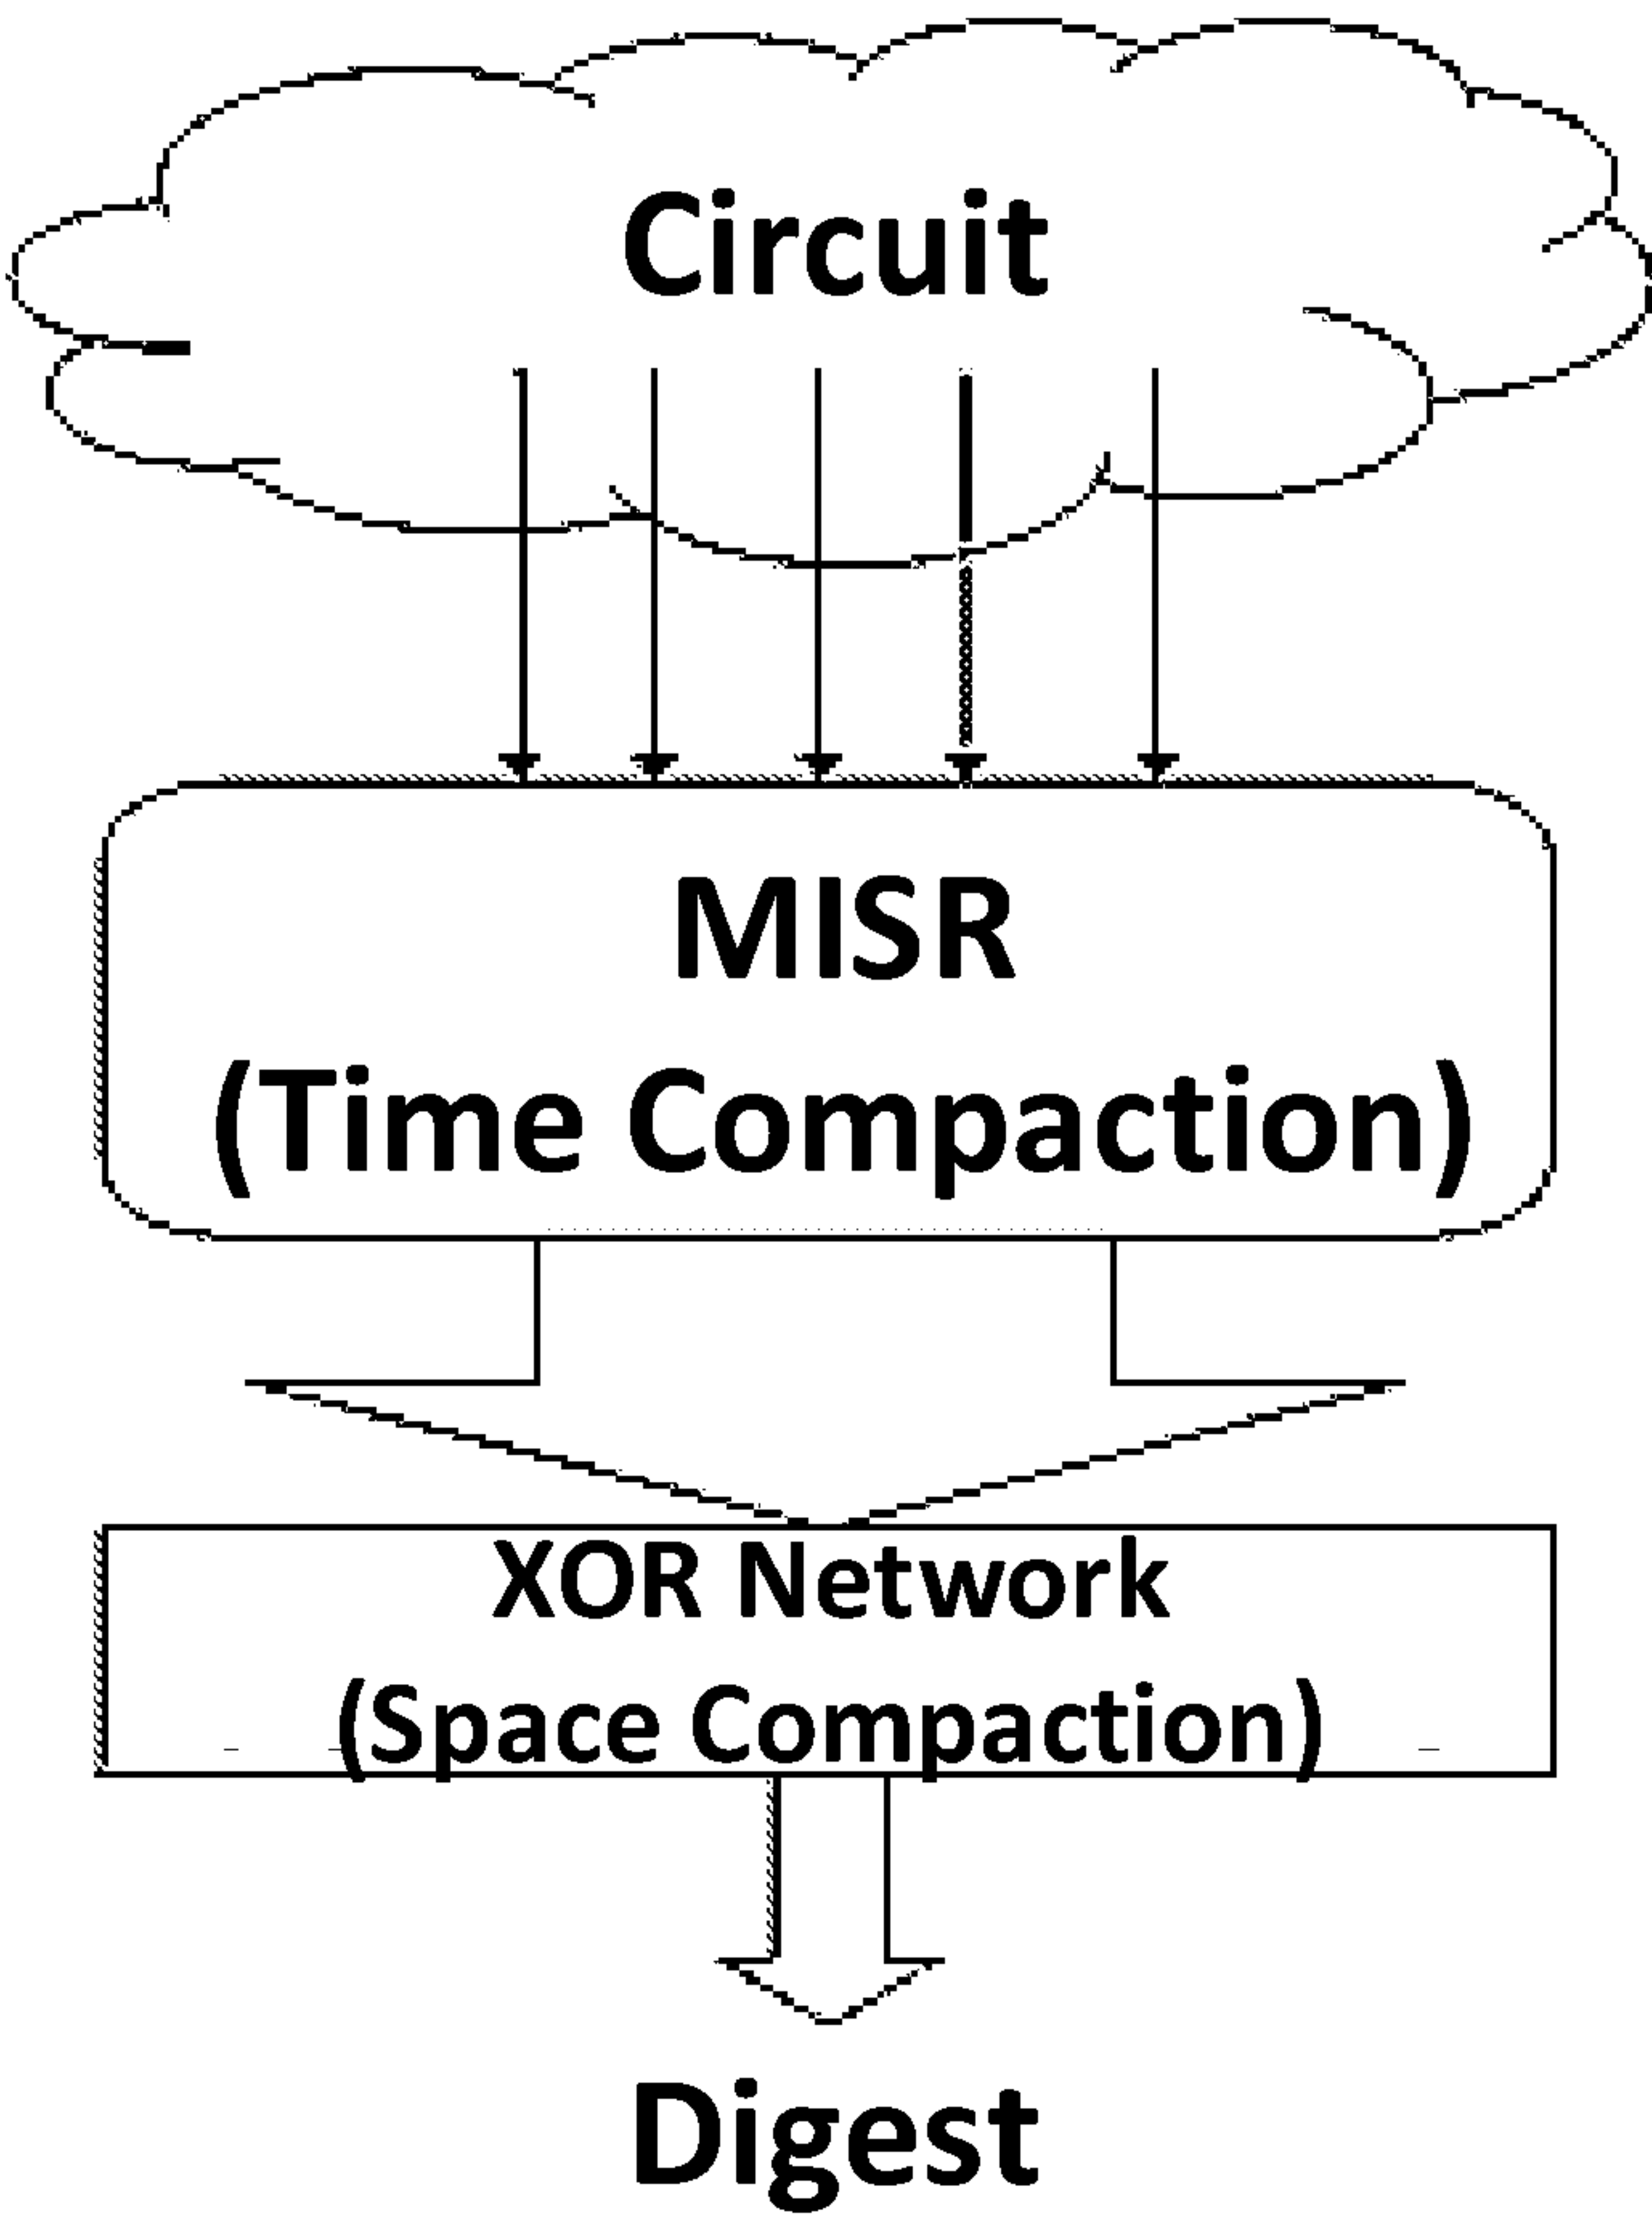 Circuit
MISR
(Time Compaction)
XOR Network
(Space Compaction)
Digest